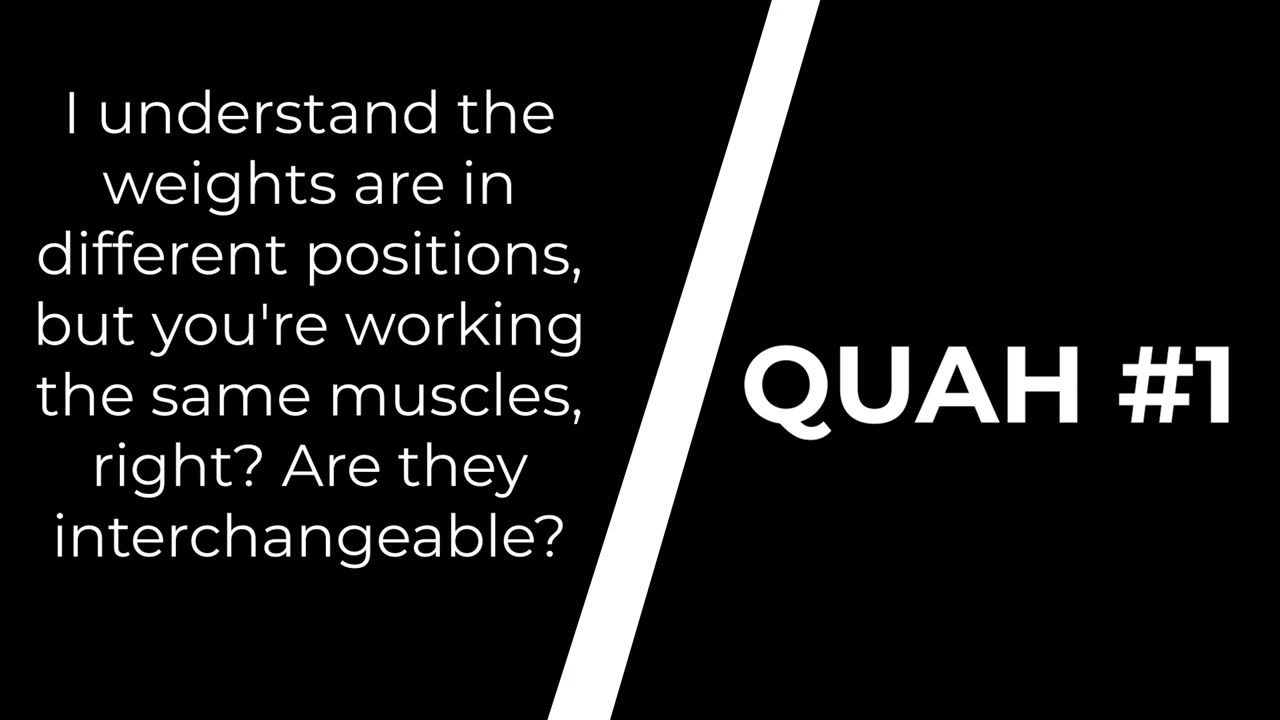 I understand the
weights are in
different positions,
but you're working
the same muscles,
right? Are they
interchangeable?
QUAH #1